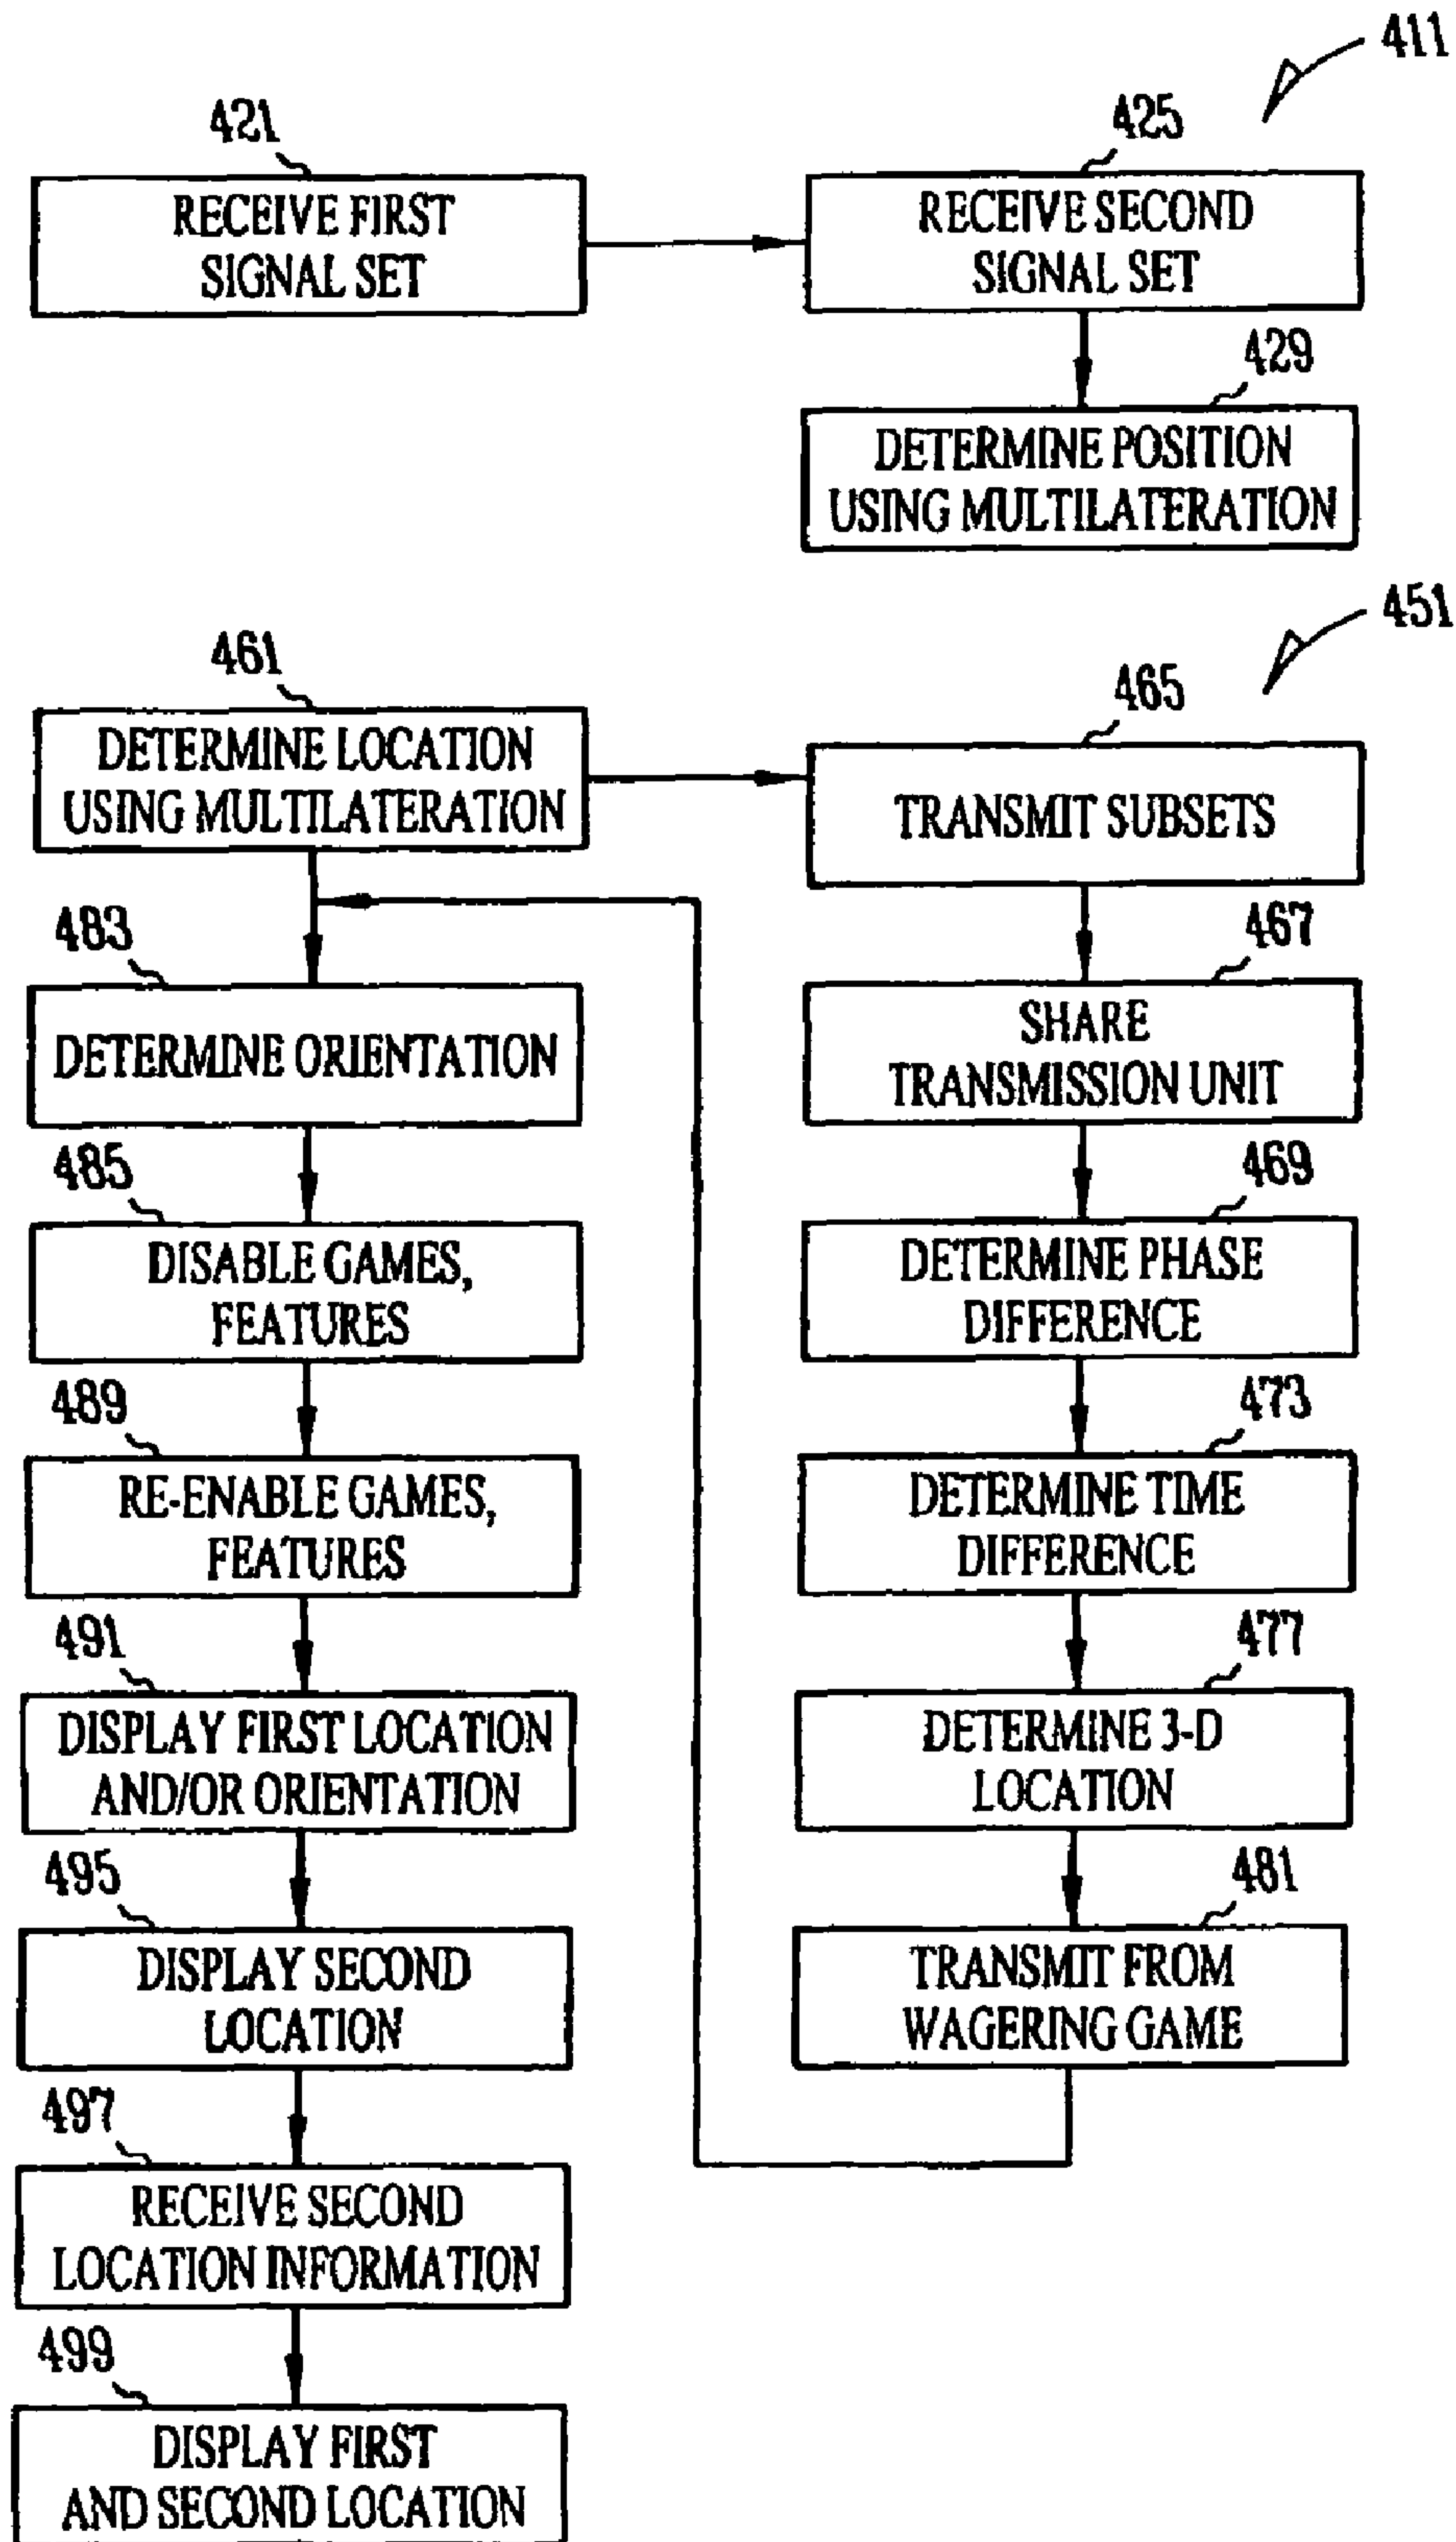 411
421
425
RECEIVE FIRST
SIGNAL SET
RECEIVE SECOND
SIGNAL SET
429
DETERMINE POSITION
USING MULTILATERATION
451
461
465
DETERMINE LOCATION
USING MULTILATERATION
TRANSMIT SUBSETS
467
SHARE
TRANSMISSION UNIT
469
DETERMINE PHASE
DIFFERENCE
473
DETERMINE TIME
DIFFERENCE
477
DETERMINE 3-D
LOCATION
481
TRANSMIT FROM
WAGERING GAME
483
DETERMINE ORIENTATION
485
DISABLE GAMES,
FEATURES
489
RE-ENABLE GAMES,
FEATURES
491
DISPLAY FIRST LOCATION
AND/OR ORIENTATION
495
DISPLAY SECOND
LOCATION
497
RECEIVE SECOND
LOCATION INFORMATION
499
DISPLAY FIRST
AND SECOND LOCATION